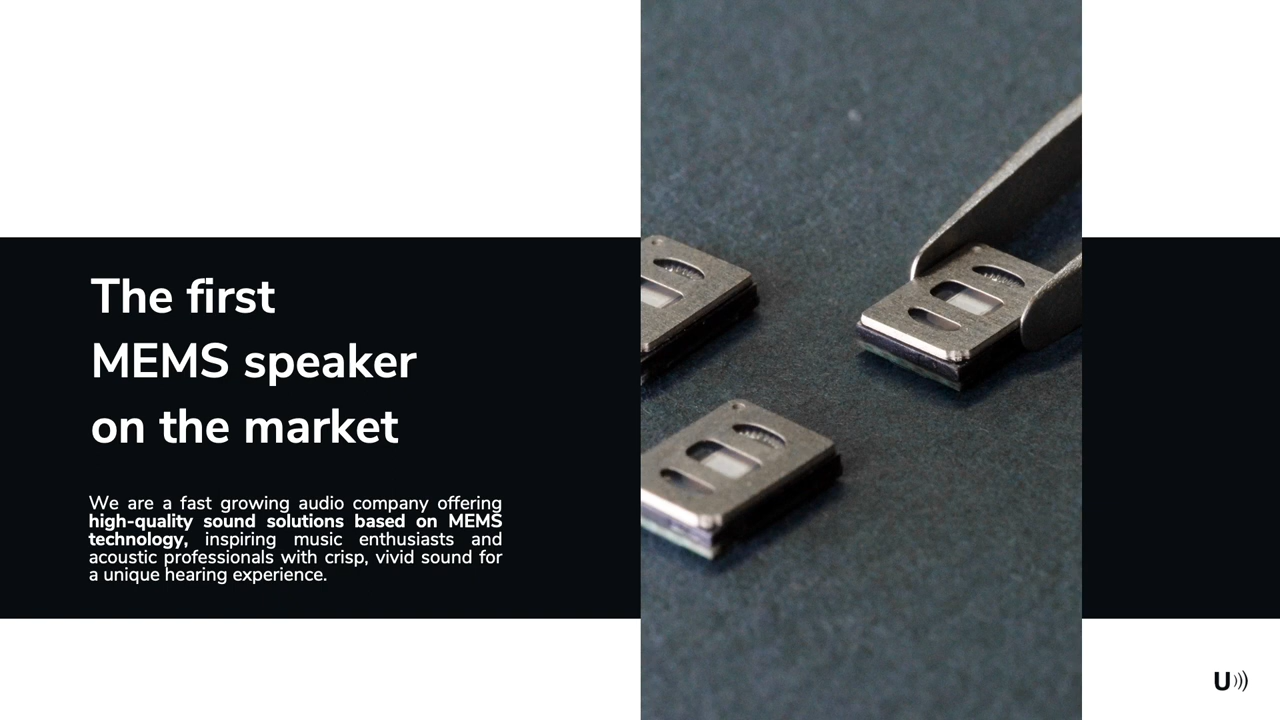 The first
MEMS speaker
on the market
We are a fast growing audio company offering
high-quality sound solutions based on MEMS
technology, inspiring music enthusiasts and
acoustic professionals with crisp, vivid sound for
a unique hearing experience.
U